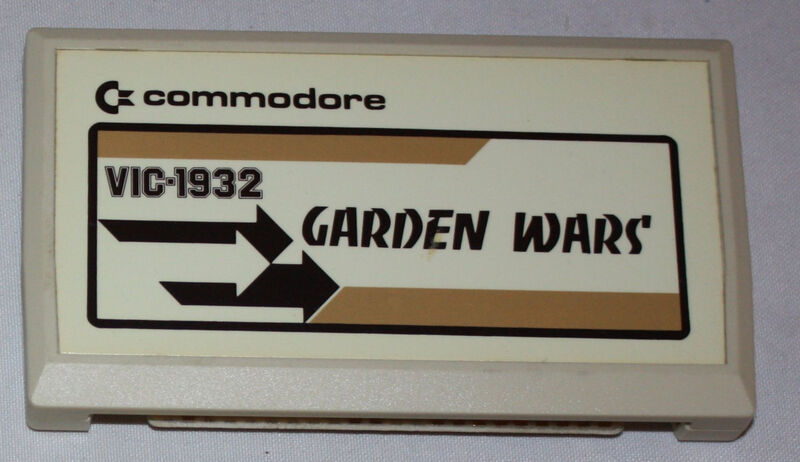 commodore
VIC-1932
GARDEN WARS